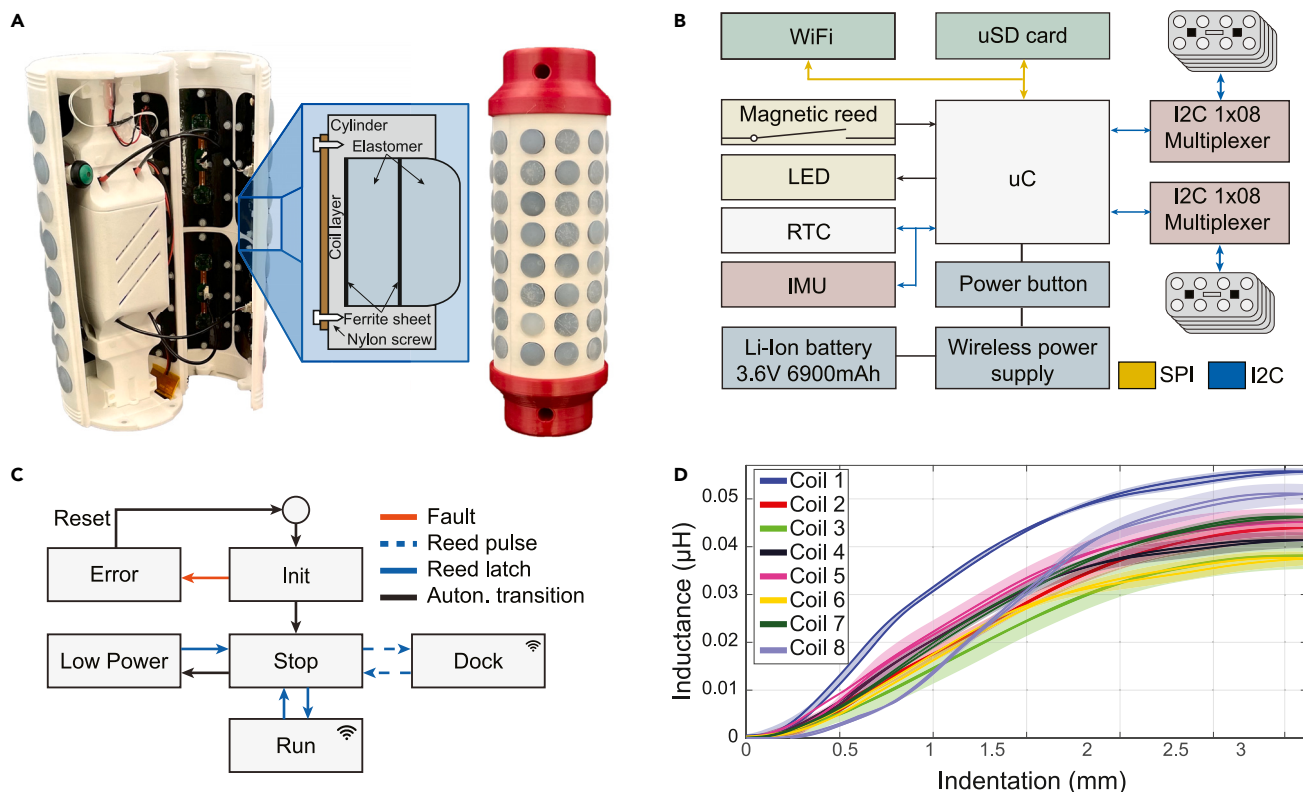 A
Cylinder
Elastomer
Coil layer
Ferrite sheet
Nylon screw
B
WiFi
uSD card
Magnetic reed
LED
RTC
IMU
uC
I2C 1x08
Multiplexer
I2C 1x08
Multiplexer
Power button
Li-Ion battery
3.6V 6900mAh
Wireless power
supply
SPI
I2C
C
Reset
Error
Init
Low Power
Stop
Dock
Run
Fault
Reed pulse
Reed latch
Auton. transition
D
Coil 1
Coil 2
Coil 3
Coil 4
Coil 5
Coil 6
Coil 7
Coil 8
Inductance (µH)
0.05
0.04
0.03
0.02
0.01
0
0 0.5 1 1.5 2 2.5 3
Indentation (mm)